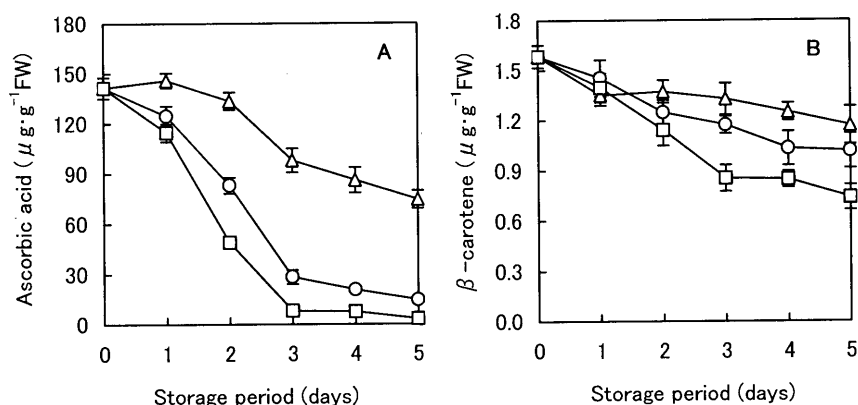 A
Ascorbic acid (μg·g⁻¹FW)
180
150
120
90
60
30
0
0 1 2 3 4 5
Storage period (days)
B
β-carotene (μg·g⁻¹FW)
1.8
1.5
1.2
0.9
0.6
0.3
0.0
0 1 2 3 4 5
Storage period (days)